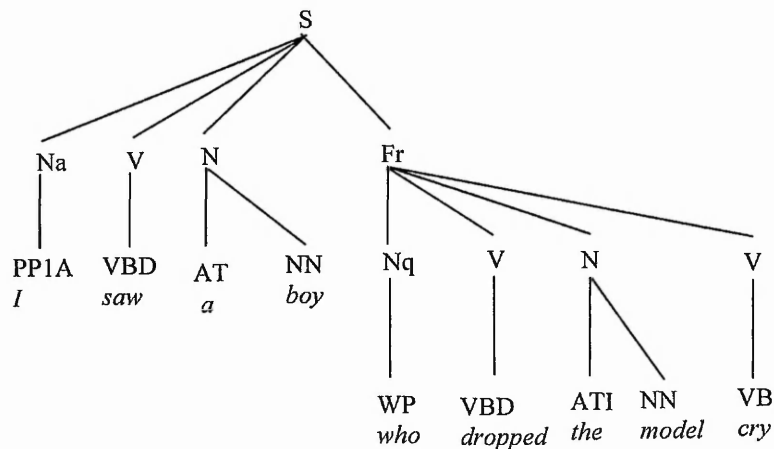 S
Na V N Fr
PP1A VBD AT NN Nq V N V
I saw a boy
WP VBD ATI NN VB
who dropped the model cry